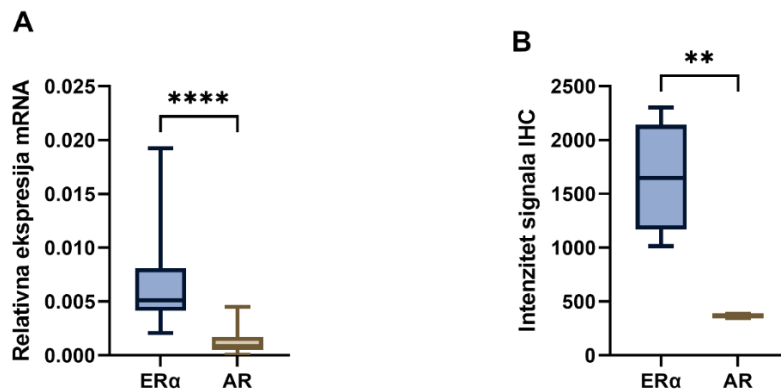 A
Relativna ekspresija mRNA
0.025
0.020
0.015
0.010
0.005
0.000
****
ERα
AR
B
Intenzitet signala IHC
2500
2000
1500
1000
500
0
**
ERα
AR